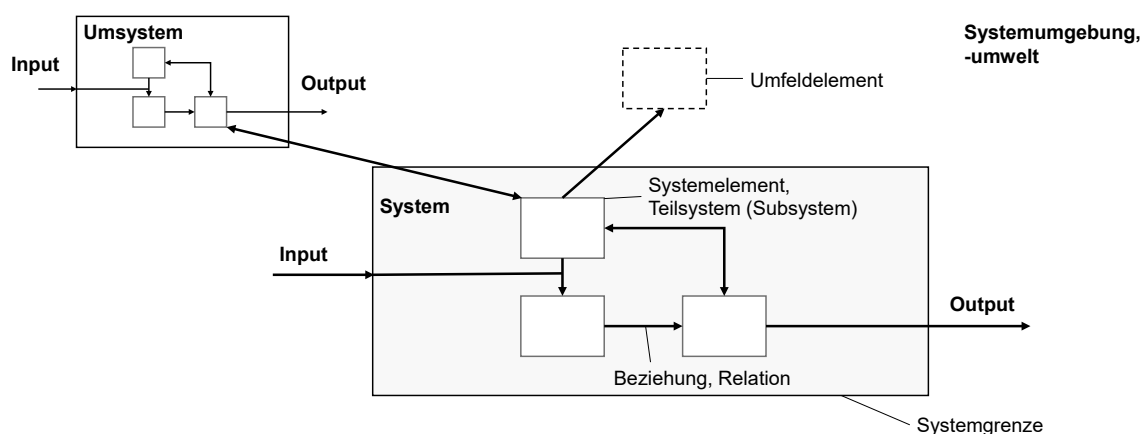 Umsystem
Input
Output
Systemumgebung,
-umwelt
Umfeldelement
System
Systemelement,
Teilsystem (Subsystem)
Input
Output
Beziehung, Relation
Systemgrenze